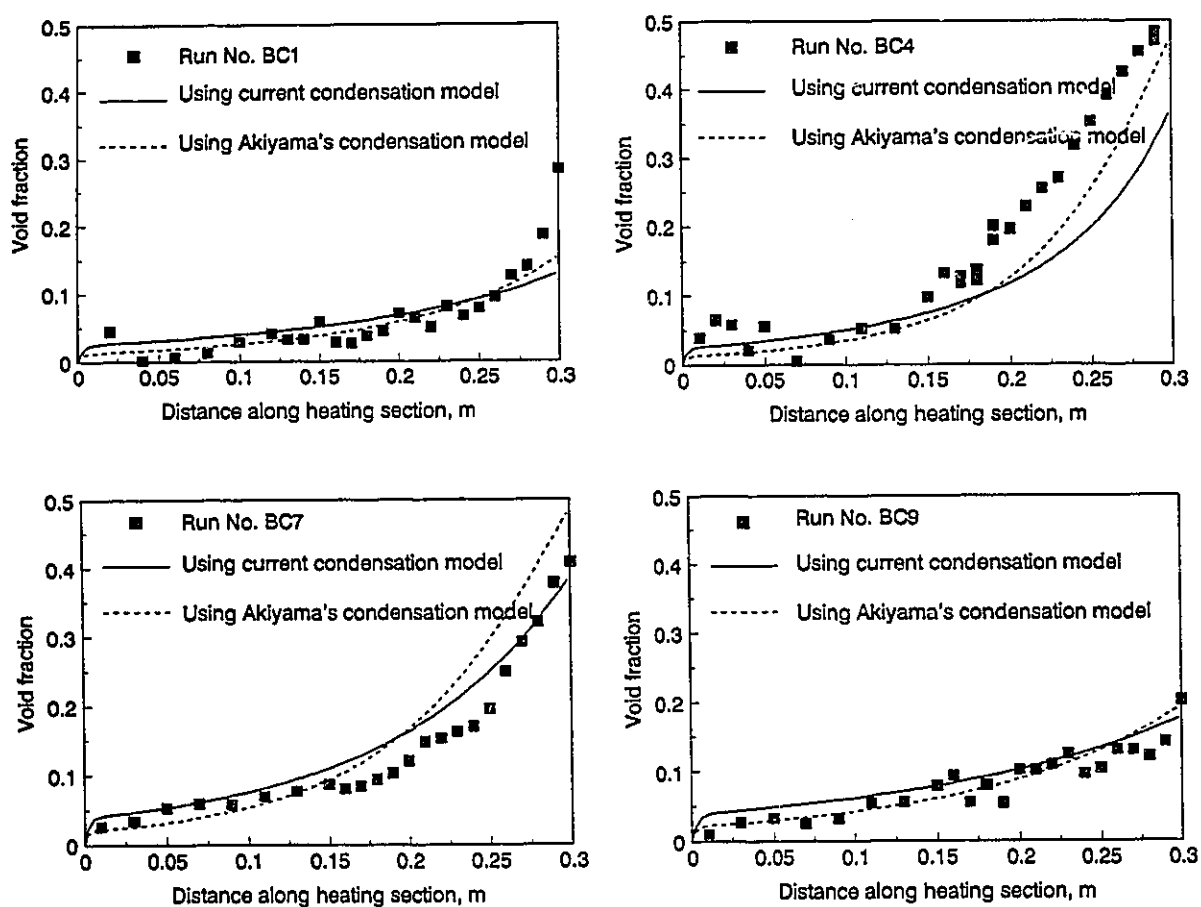 0.5
0.4
0.3
0.2
0.1
0
Void fraction
Run No. BC1
Using current condensation model
Using Akiyama's condensation model
0 0.05 0.1 0.15 0.2 0.25 0.3
Distance along heating section, m
0.5
0.4
0.3
0.2
0.1
0
Void fraction
Run No. BC4
Using current condensation model
Using Akiyama's condensation model
0 0.05 0.1 0.15 0.2 0.25 0.3
Distance along heating section, m
0.5
0.4
0.3
0.2
0.1
0
Void fraction
Run No. BC7
Using current condensation model
Using Akiyama's condensation model
0 0.05 0.1 0.15 0.2 0.25 0.3
Distance along heating section, m
0.5
0.4
0.3
0.2
0.1
0
Void fraction
Run No. BC9
Using current condensation model
Using Akiyama's condensation model
0 0.05 0.1 0.15 0.2 0.25 0.3
Distance along heating section, m